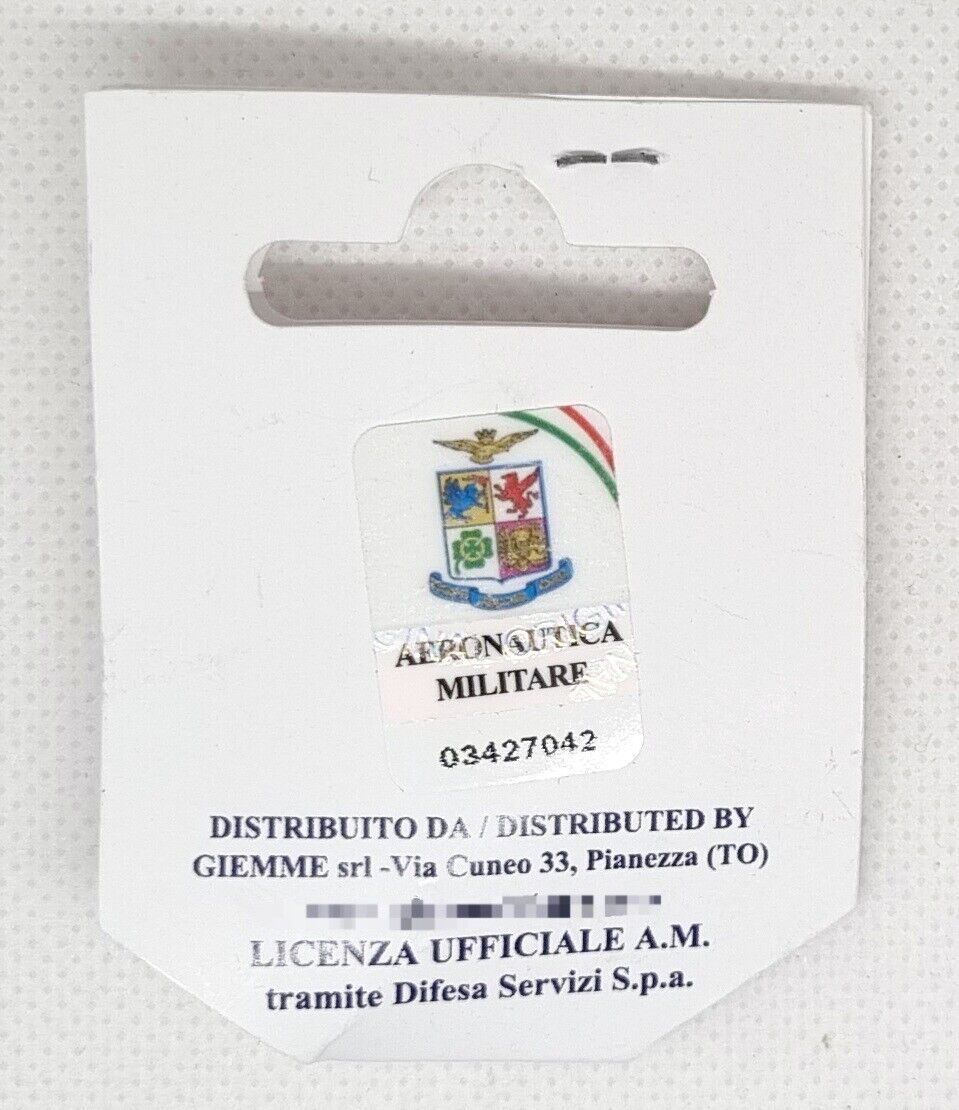 AERONAUTICA
MILITARE
03427042
DISTRIBUITO DA / DISTRIBUTED BY
GIEMME srl -Via Cuneo 33, Pianezza (TO)
LICENZA UFFICIALE A.M.
tramite Difesa Servizi S.p.a.